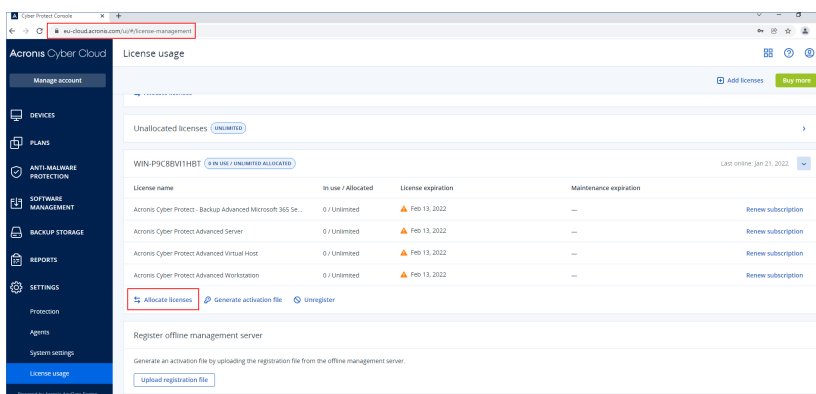 Cyber Protect Console
eu-cloud.acronis.com/ui/#/license-management
Acronis Cyber Cloud
License usage
Manage account
Add licenses
Buy more
DEVICES
Unallocated licenses UNLIMITED
PLANS
WIN-P9C8BVI1HBT 0 IN USE / UNLIMITED ALLOCATED
Last online: Jan 21, 2022
ANTI-MALWARE
PROTECTION
License name In use / Allocated License expiration Maintenance expiration
SOFTWARE
MANAGEMENT
Acronis Cyber Protect - Backup Advanced Microsoft 365 Se... 0 / Unlimited Feb 13, 2022 — Renew subscription
BACKUP STORAGE
Acronis Cyber Protect Advanced Server 0 / Unlimited Feb 13, 2022 — Renew subscription
REPORTS
Acronis Cyber Protect Advanced Virtual Host 0 / Unlimited Feb 13, 2022 — Renew subscription
SETTINGS
Acronis Cyber Protect Advanced Workstation 0 / Unlimited Feb 13, 2022 — Renew subscription
Allocate licenses Generate activation file Unregister
Protection
Agents
Register offline management server
System settings
Generate an activation file by uploading the registration file from the offline management server.
License usage
Upload registration file